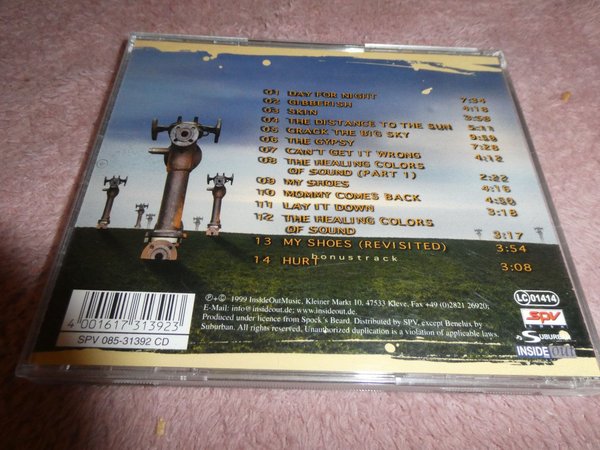 01 DAY FOR NIGHT 7:34
02 GIBBERISH 4:18
03 SKIN 3:58
04 THE DISTANCE TO THE SUN 5:11
05 CRACK THE BIG SKY 9:59
06 THE GYPSY 7:28
07 CAN'T GET IT WRONG 4:12
08 THE HEALING COLORS
OF SOUND (PART 1) 2:22
09 MY SHOES 4:16
10 MOMMY COMES BACK 4:50
11 LAY IT DOWN 3:18
12 THE HEALING COLORS
OF SOUND 3:17
13 MY SHOES (REVISITED) 3:54
bonustrack
14 HURT 3:08
℗+© 1999 InsideOutMusic, Kleiner Markt 10, 47533 Kleve, Fax +49 (0)2821 26920;
E-Mail: info@insideout.de; www.insideout.de;
Produced under licence from Spock's Beard. Distributed by SPV, except Benelux by
Suburban. All rights reserved. Unauthorized duplication is a violation of applicable laws.
4 001617 313923
SPV 085-31392 CD
LC 01414
SPV
INSIDEout